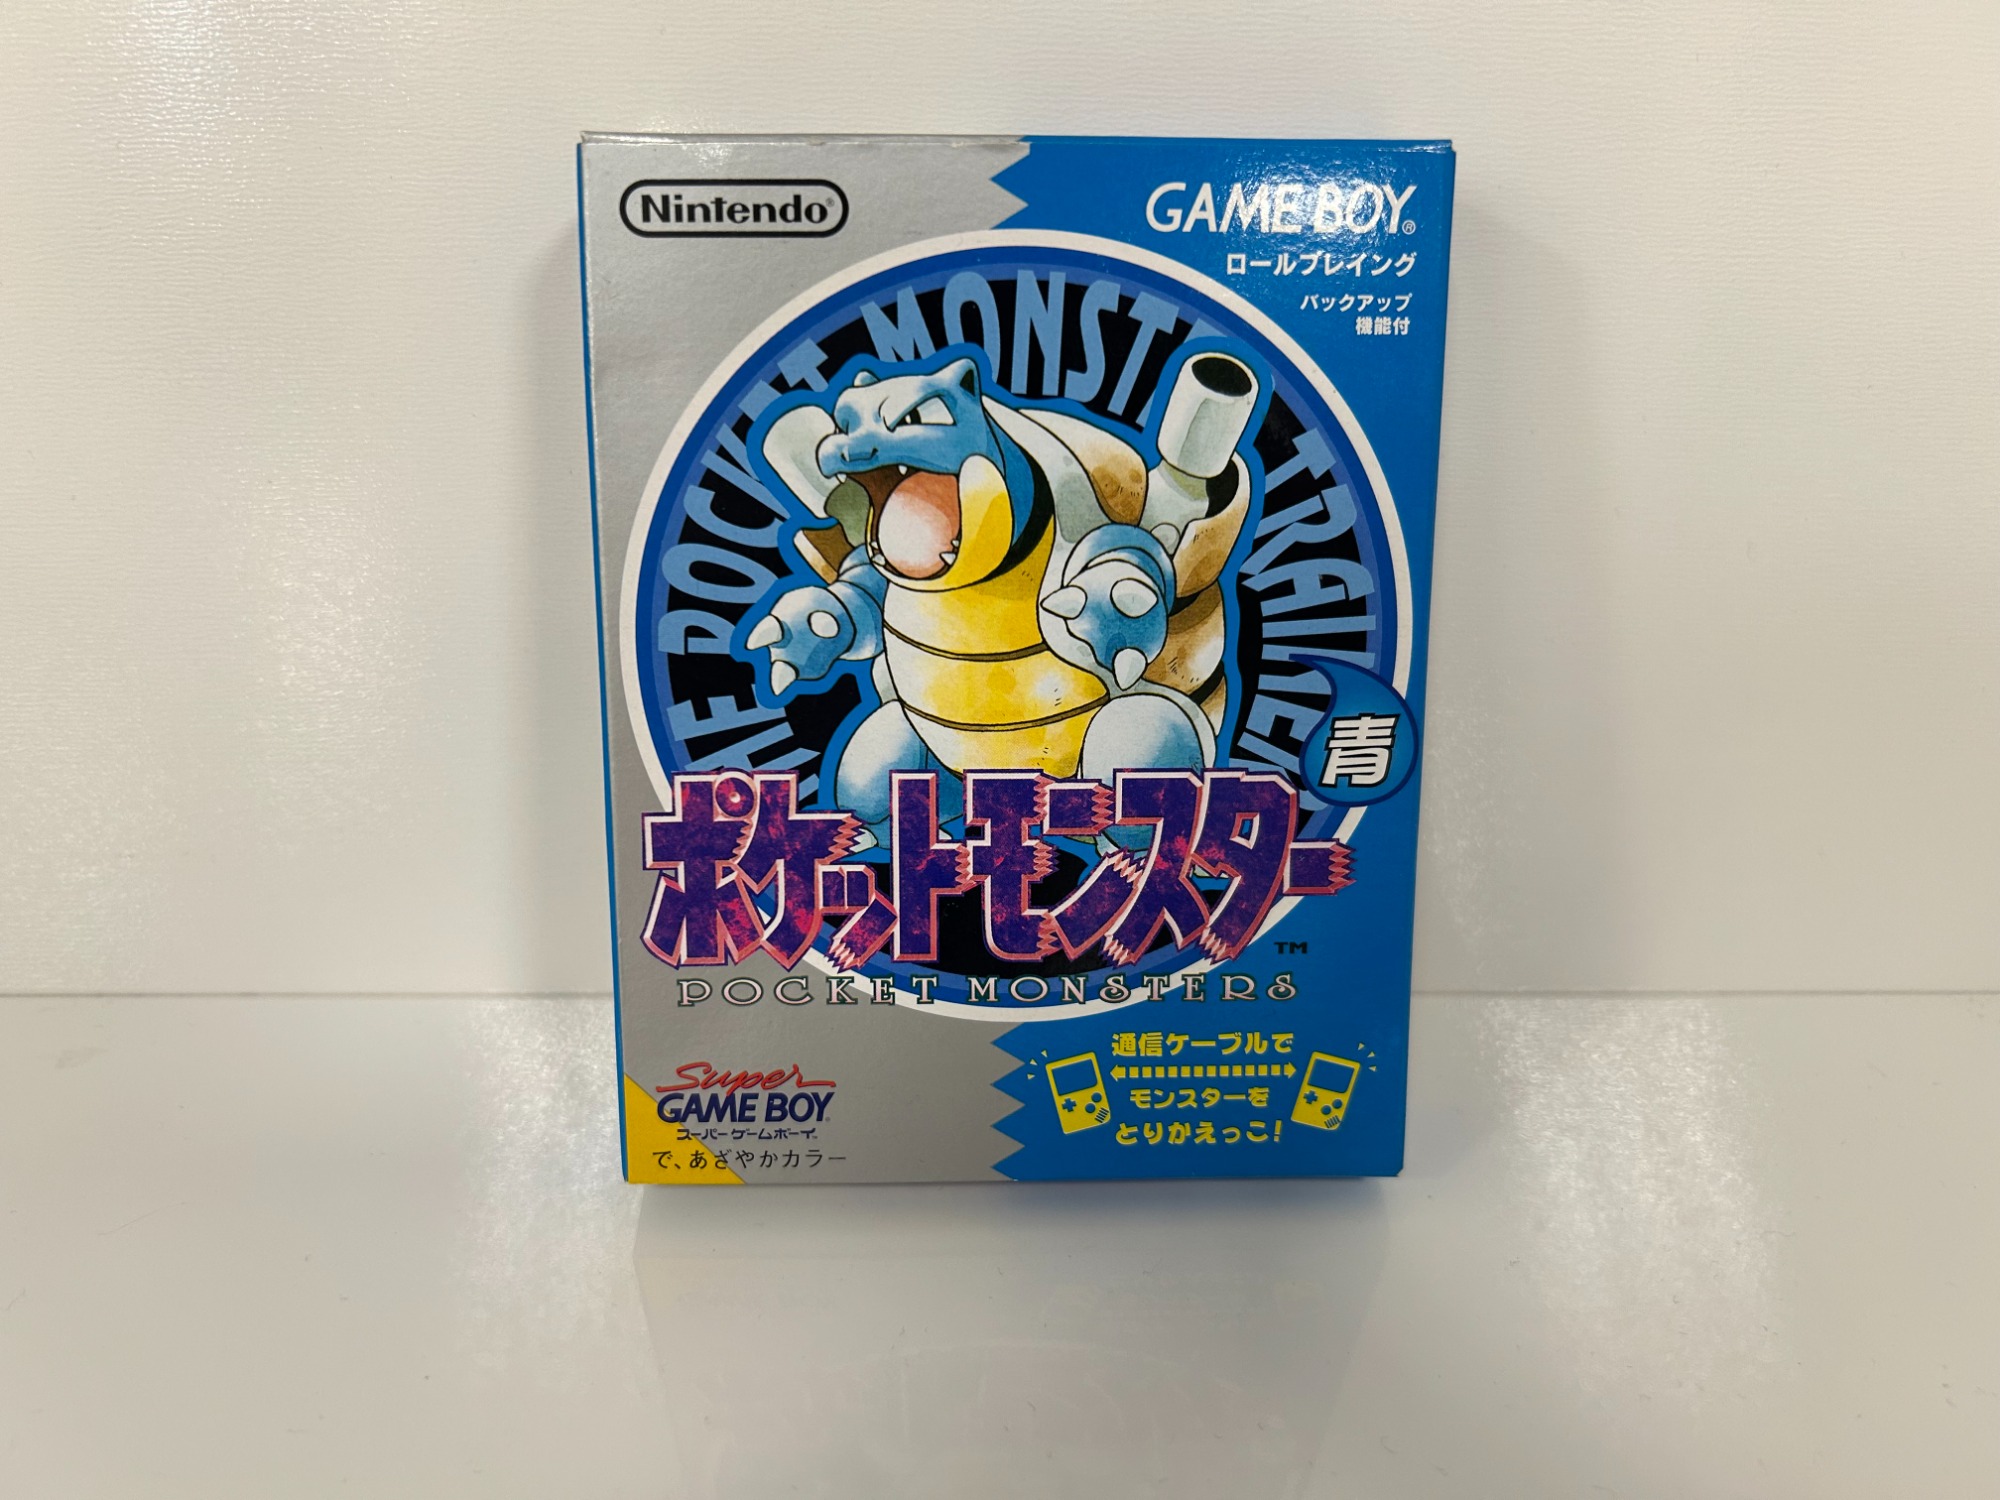 Nintendo®
GAME BOY®
ロールプレイング
バックアップ
機能付
THE POCKET MONSTER TRAINER
青
ポケットモンスター
TM
POCKET MONSTERS
通信ケーブルで
モンスターを
とりかえっこ!
Super
GAME BOY®
スーパーゲームボーイ™
で、あざやかカラー